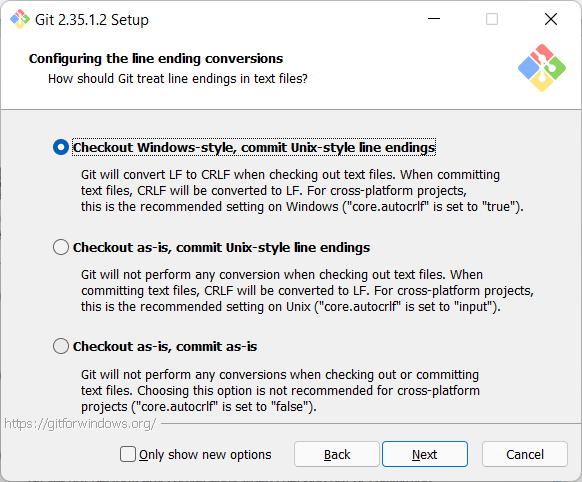 Git 2.35.1.2 Setup
Configuring the line ending conversions
How should Git treat line endings in text files?
Checkout Windows-style, commit Unix-style line endings
Git will convert LF to CRLF when checking out text files. When committing
text files, CRLF will be converted to LF. For cross-platform projects,
this is the recommended setting on Windows ("core.autocrlf" is set to "true").
Checkout as-is, commit Unix-style line endings
Git will not perform any conversion when checking out text files. When
committing text files, CRLF will be converted to LF. For cross-platform projects,
this is the recommended setting on Unix ("core.autocrlf" is set to "input").
Checkout as-is, commit as-is
Git will not perform any conversions when checking out or committing
text files. Choosing this option is not recommended for cross-platform
projects ("core.autocrlf" is set to "false").
https://gitforwindows.org/
Only show new options
Back
Next
Cancel